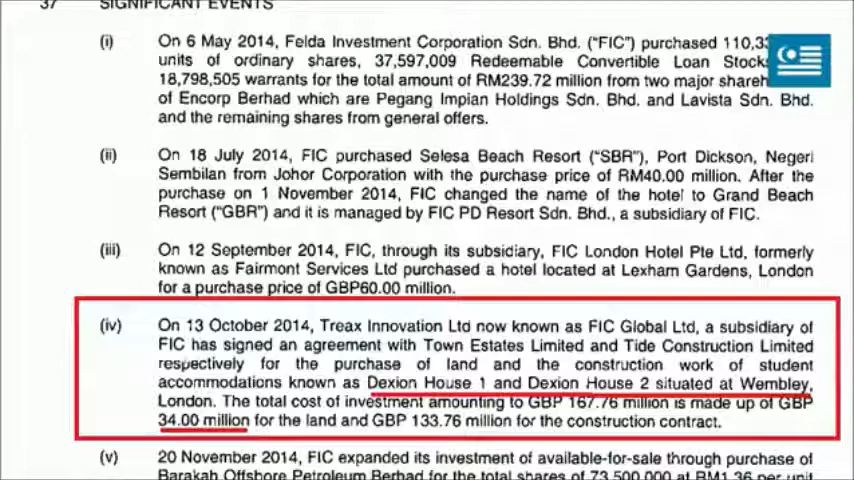 37 SIGNIFICANT EVENTS
(i) On 6 May 2014, Felda Investment Corporation Sdn. Bhd. ("FIC") purchased
units of ordinary shares, 37,597,009 Redeemable Convertible Loan Stocks
18,798,505 warrants for the total amount of RM239.72 million from two major
of Encorp Berhad which are Pegang Impian Holdings Sdn. Bhd. and Lavista Sdn. Bhd.
and the remaining shares from general offers.
(ii) On 18 July 2014, FIC purchased Selesa Beach Resort ("SBR"), Port Dickson, Negeri
Sembilan from Johor Corporation with the purchase price of RM40.00 million. After the
purchase on 1 November 2014, FIC changed the name of the hotel to Grand Beach
Resort ("GBR") and it is managed by FIC PD Resort Sdn. Bhd., a subsidiary of FIC.
(iii) On 12 September 2014, FIC, through its subsidiary, FIC London Hotel Pte Ltd, formerly
known as Fairmont Services Ltd purchased a hotel located at Lexham Gardens, London
for a purchase price of GBP60.00 million.
(iv) On 13 October 2014, Treax Innovation Ltd now known as FIC Global Ltd, a subsidiary of
FIC has signed an agreement with Town Estates Limited and Tide Construction Limited
respectively for the purchase of land and the construction work of student
accommodations known as Dexion House 1 and Dexion House 2 situated at Wembley,
London. The total cost of investment amounting to GBP 167.76 million is made up of GBP
34.00 million for the land and GBP 133.76 million for the construction contract.
(v) 20 November 2014, FIC expanded its investment of available-for-sale through purchase of
Barakah Offshore Petroleum Berhad for the total shares of 73,500,000 at RM1.36 per unit